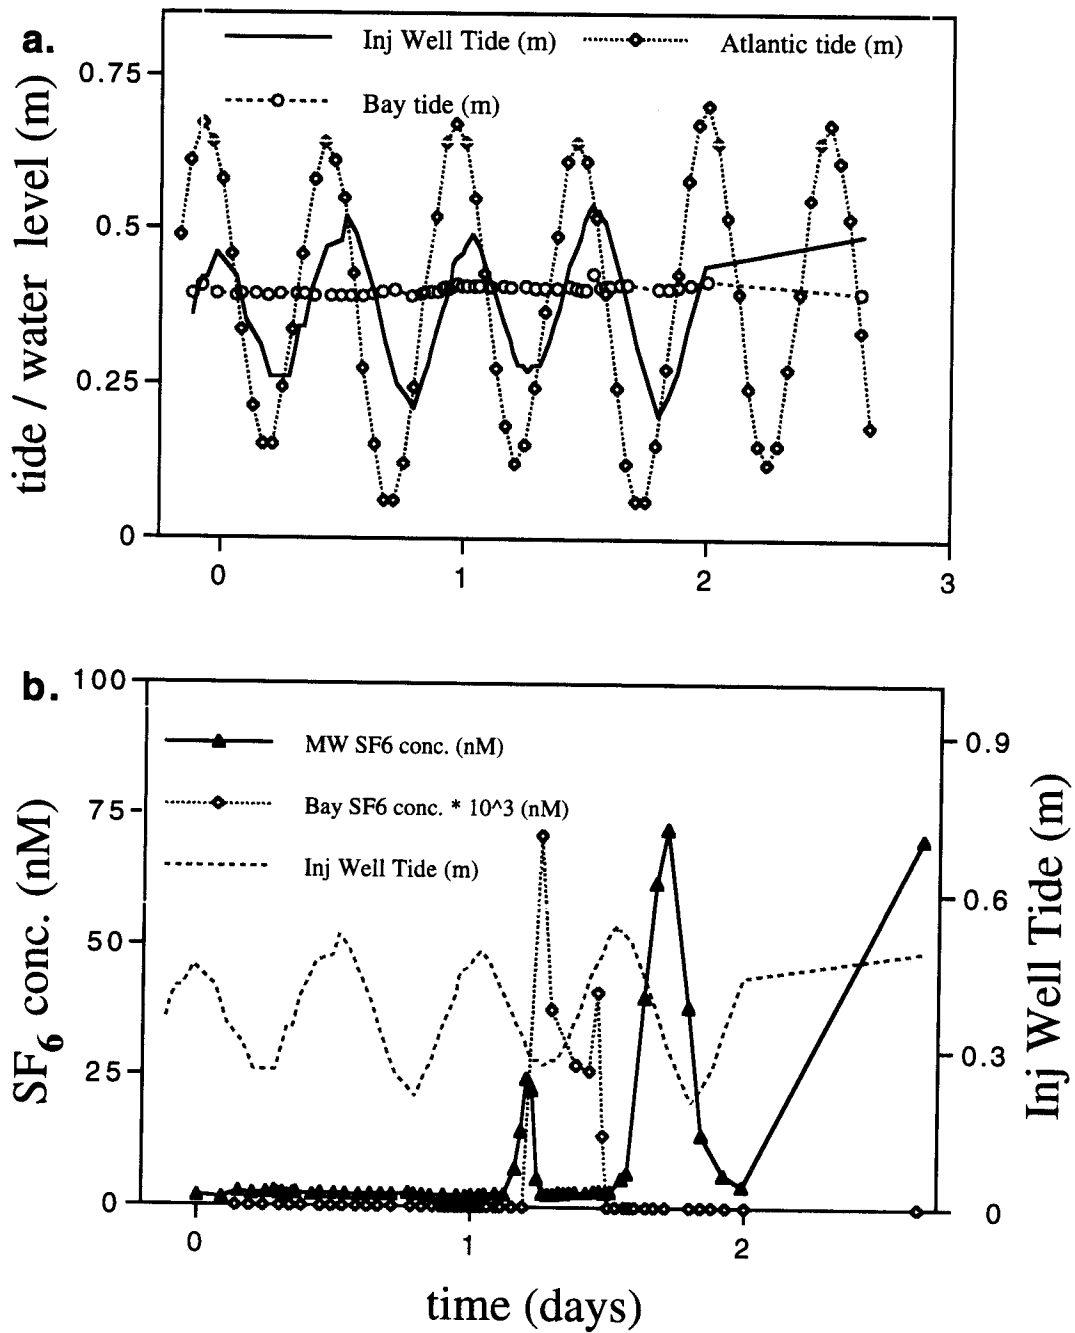 a.
Inj Well Tide (m) Atlantic tide (m)
Bay tide (m)
tide / water level (m)
0.75
0.5
0.25
0
0 1 2 3
b.
100
75
50
25
0
SF6 conc. (nM)
MW SF6 conc. (nM)
Bay SF6 conc. * 10^3 (nM)
Inj Well Tide (m)
0.9
0.6
0.3
0
Inj Well Tide (m)
0 1 2
time (days)